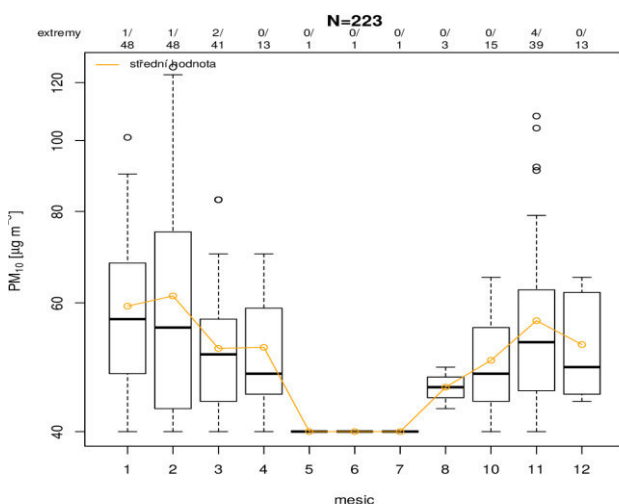 N=223
extremy 1/ 1/ 2/ 0/ 0/ 0/ 0/ 0/ 0/ 4/ 0/
48 48 41 13 1 1 1 3 15 39 13
střední hodnota
120
100
80
60
40
PM10 [µg m⁻³]
1 2 3 4 5 6 7 8 10 11 12
mesic